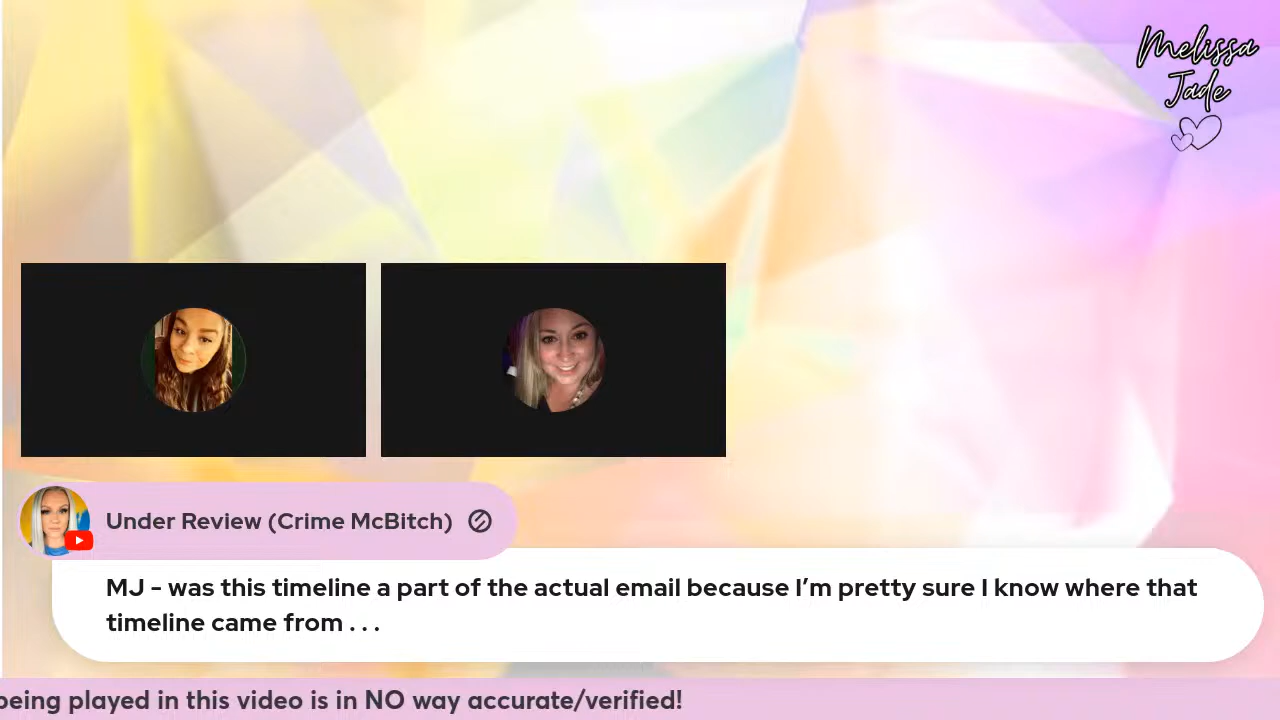 Melissa
Jade
Under Review (Crime McBitch)
MJ - was this timeline a part of the actual email because I’m pretty sure I know where that
timeline came from . . .
being played in this video is in NO way accurate/verified!